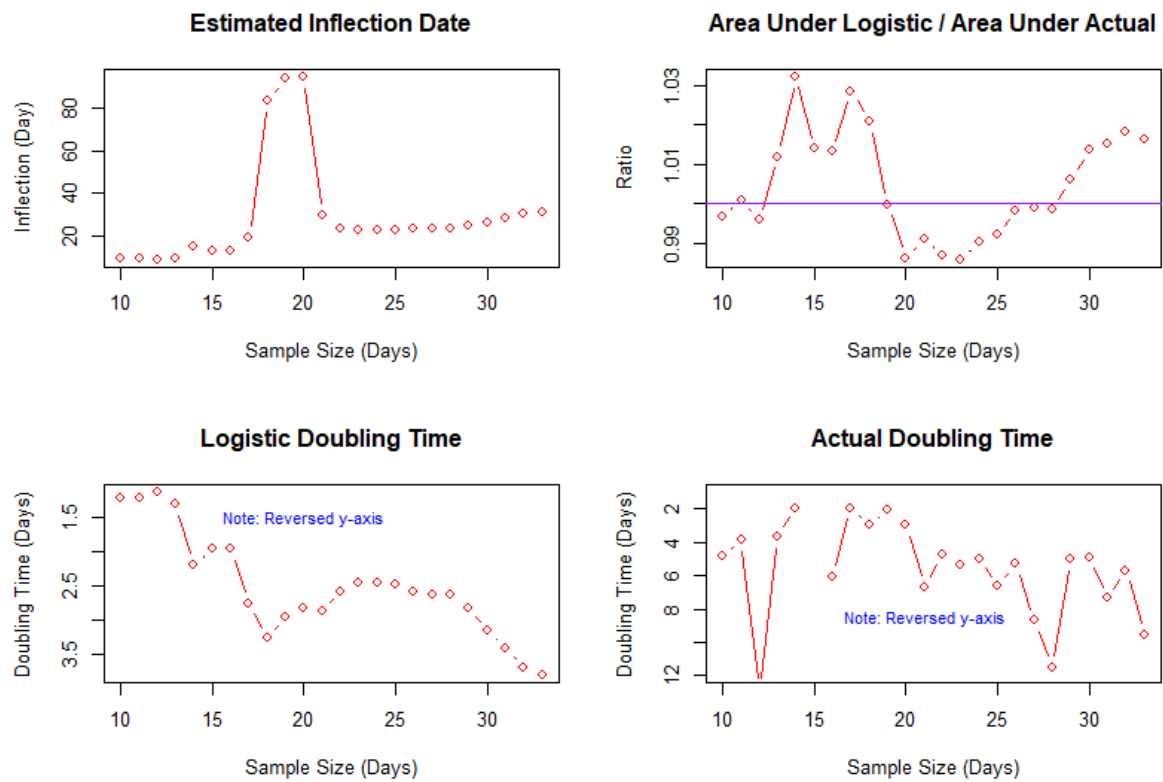 Estimated Inflection Date
Inflection (Day)
80
60
40
20
10 15 20 25 30
Sample Size (Days)
Area Under Logistic / Area Under Actual
Ratio
1.03
1.01
0.99
10 15 20 25 30
Sample Size (Days)
Logistic Doubling Time
Doubling Time (Days)
1.5
2.5
3.5
Note: Reversed y-axis
10 15 20 25 30
Sample Size (Days)
Actual Doubling Time
Doubling Time (Days)
2
4
6
8
12
Note: Reversed y-axis
10 15 20 25 30
Sample Size (Days)